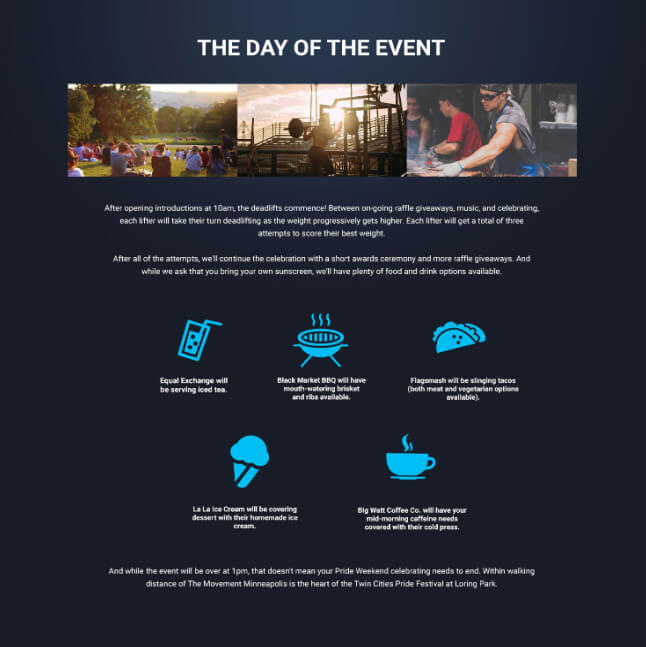 THE DAY OF THE EVENT
After opening introductions at 10am, the deadlifts commence! Between on-going raffle giveaways, music, and celebrating,
each lifter will take their turn deadlifting as the weight progressively gets higher. Each lifter will get a total of three
attempts to score their best weight.
After all of the attempts, we'll continue the celebration with a short awards ceremony and more raffle giveaways. And
while we ask that you bring your own sunscreen, we'll have plenty of food and drink options available.
Equal Exchange will
be serving iced tea.
Black Market BBQ will have
mouth-watering brisket
and ribs available.
Flagsmash will be slinging tacos
(both meat and vegetarian options
available).
La La Ice Cream will be covering
dessert with their homemade ice
cream.
Big Watt Coffee Co. will have your
mid-morning caffeine needs
covered with their cold press.
And while the event will be over at 1pm, that doesn't mean your Pride Weekend celebrating needs to end. Within walking
distance of The Movement Minneapolis is the heart of the Twin Cities Pride Festival at Loring Park.